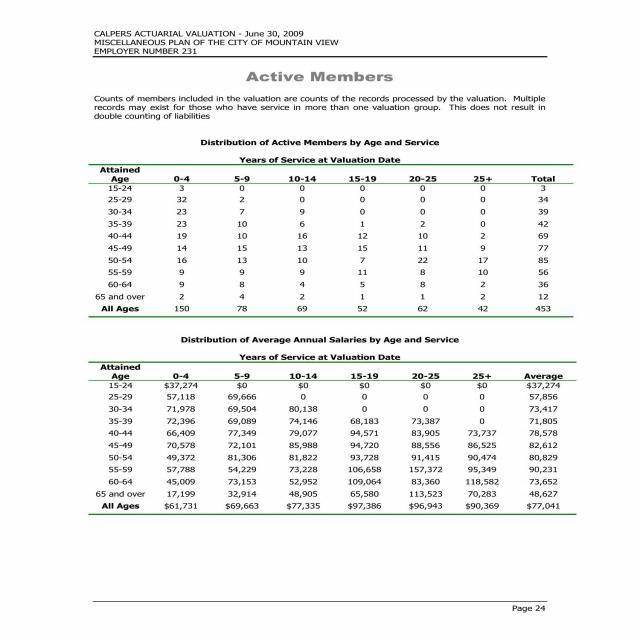 CALPERS ACTUARIAL VALUATION - June 30, 2009
MISCELLANEOUS PLAN OF THE CITY OF MOUNTAIN VIEW
EMPLOYER NUMBER 231
Active Members
Counts of members included in the valuation are counts of the records processed by the valuation. Multiple
records may exist for those who have service in more than one valuation group. This does not result in
double counting of liabilities
Distribution of Active Members by Age and Service
Years of Service at Valuation Date
Attained
Age 0-4 5-9 10-14 15-19 20-25 25+ Total
15-24 3 0 0 0 0 0 3
25-29 32 2 0 0 0 0 34
30-34 23 7 9 0 0 0 39
35-39 23 10 6 1 2 0 42
40-44 19 10 16 12 10 2 69
45-49 14 15 13 15 11 9 77
50-54 16 13 10 7 22 17 85
55-59 9 9 9 11 8 10 56
60-64 9 8 4 5 8 2 36
65 and over 2 4 2 1 1 2 12
All Ages 150 78 69 52 62 42 453
Distribution of Average Annual Salaries by Age and Service
Years of Service at Valuation Date
Attained
Age 0-4 5-9 10-14 15-19 20-25 25+ Average
15-24 $37,274 $0 $0 $0 $0 $0 $37,274
25-29 57,118 69,666 0 0 0 0 57,856
30-34 71,978 69,504 80,138 0 0 0 73,417
35-39 72,396 69,089 74,146 68,183 73,387 0 71,805
40-44 66,409 77,349 79,077 94,571 83,905 73,737 78,578
45-49 70,578 72,101 85,988 94,720 88,556 86,525 82,612
50-54 49,372 81,306 81,822 93,728 91,415 90,474 80,829
55-59 57,788 54,229 73,228 106,658 157,372 95,349 90,231
60-64 45,009 73,153 52,952 109,064 83,360 118,582 73,652
65 and over 17,199 32,914 48,905 65,580 113,523 70,283 48,627
All Ages $61,731 $69,663 $77,335 $97,386 $96,943 $90,369 $77,041
Page 24